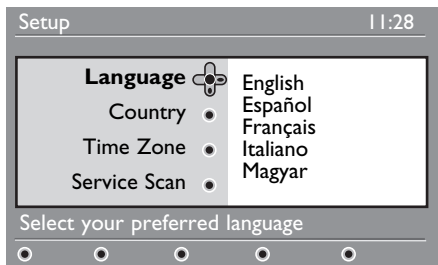 Setup 11:28
Language
Country
Time Zone
Service Scan
English
Español
Français
Italiano
Magyar
Select your preferred language